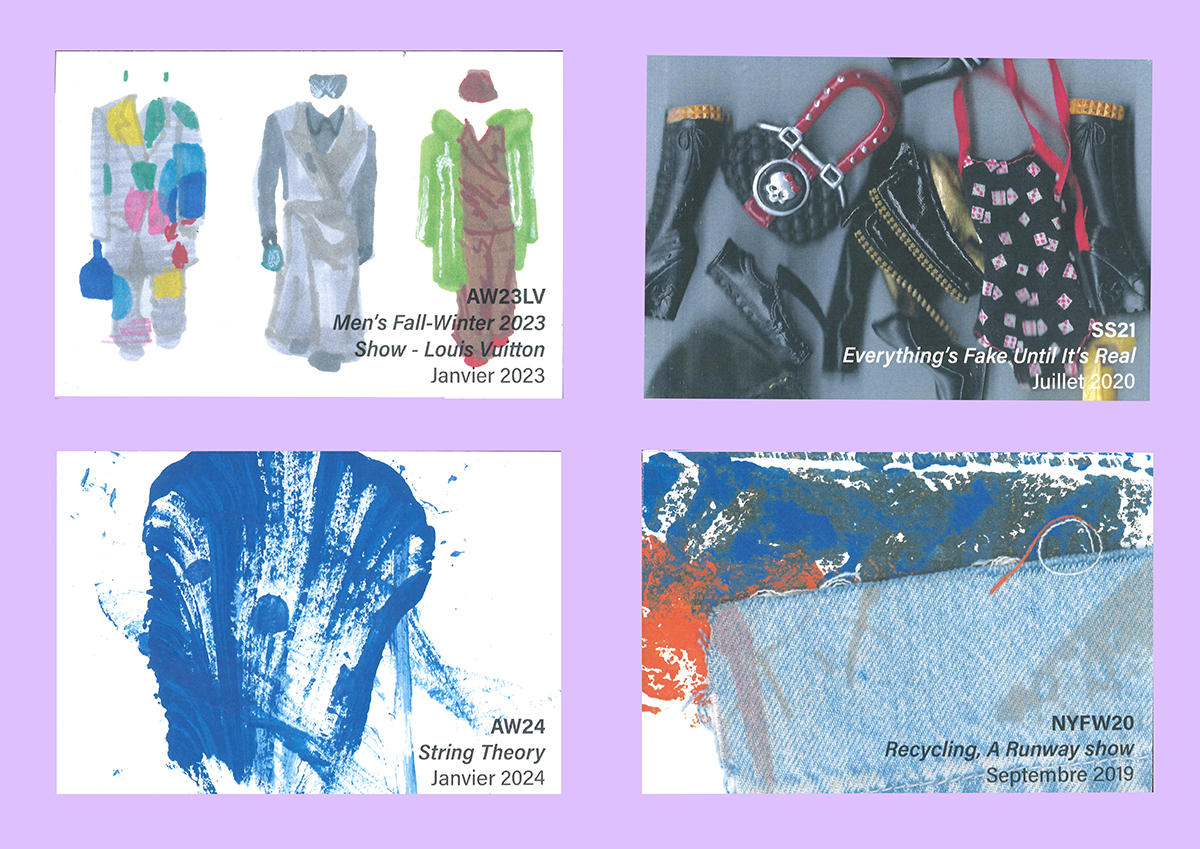 AW23LV
Men's Fall-Winter 2023
Show - Louis Vuitton
Janvier 2023
SS21
Everything's Fake Until It's Real
Juillet 2020
AW24
String Theory
Janvier 2024
NYFW20
Recycling, A Runway show
Septembre 2019